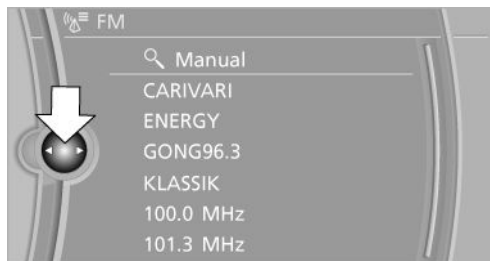 FM
Manual
CARIVARI
ENERGY
GONG96.3
KLASSIK
100.0 MHz
101.3 MHz